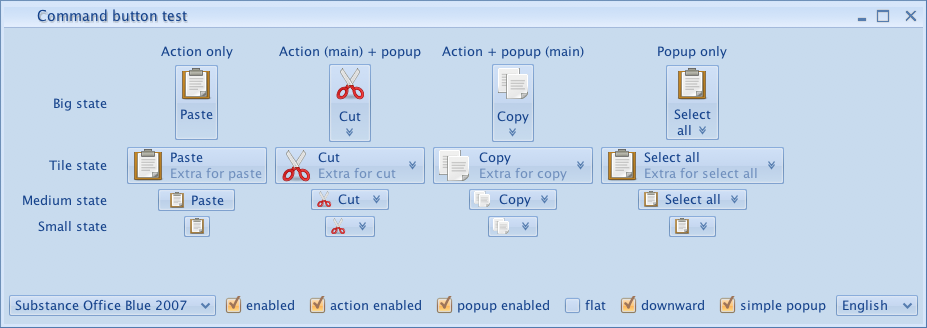 Command button test
Action only Action (main) + popup Action + popup (main) Popup only
Big state
Paste
Cut
Copy
Select
all
Tile state
Paste
Extra for paste
Cut
Extra for cut
Copy
Extra for copy
Select all
Extra for select all
Medium state Paste Cut Copy Select all
Small state
Substance Office Blue 2007 enabled action enabled popup enabled flat downward simple popup English